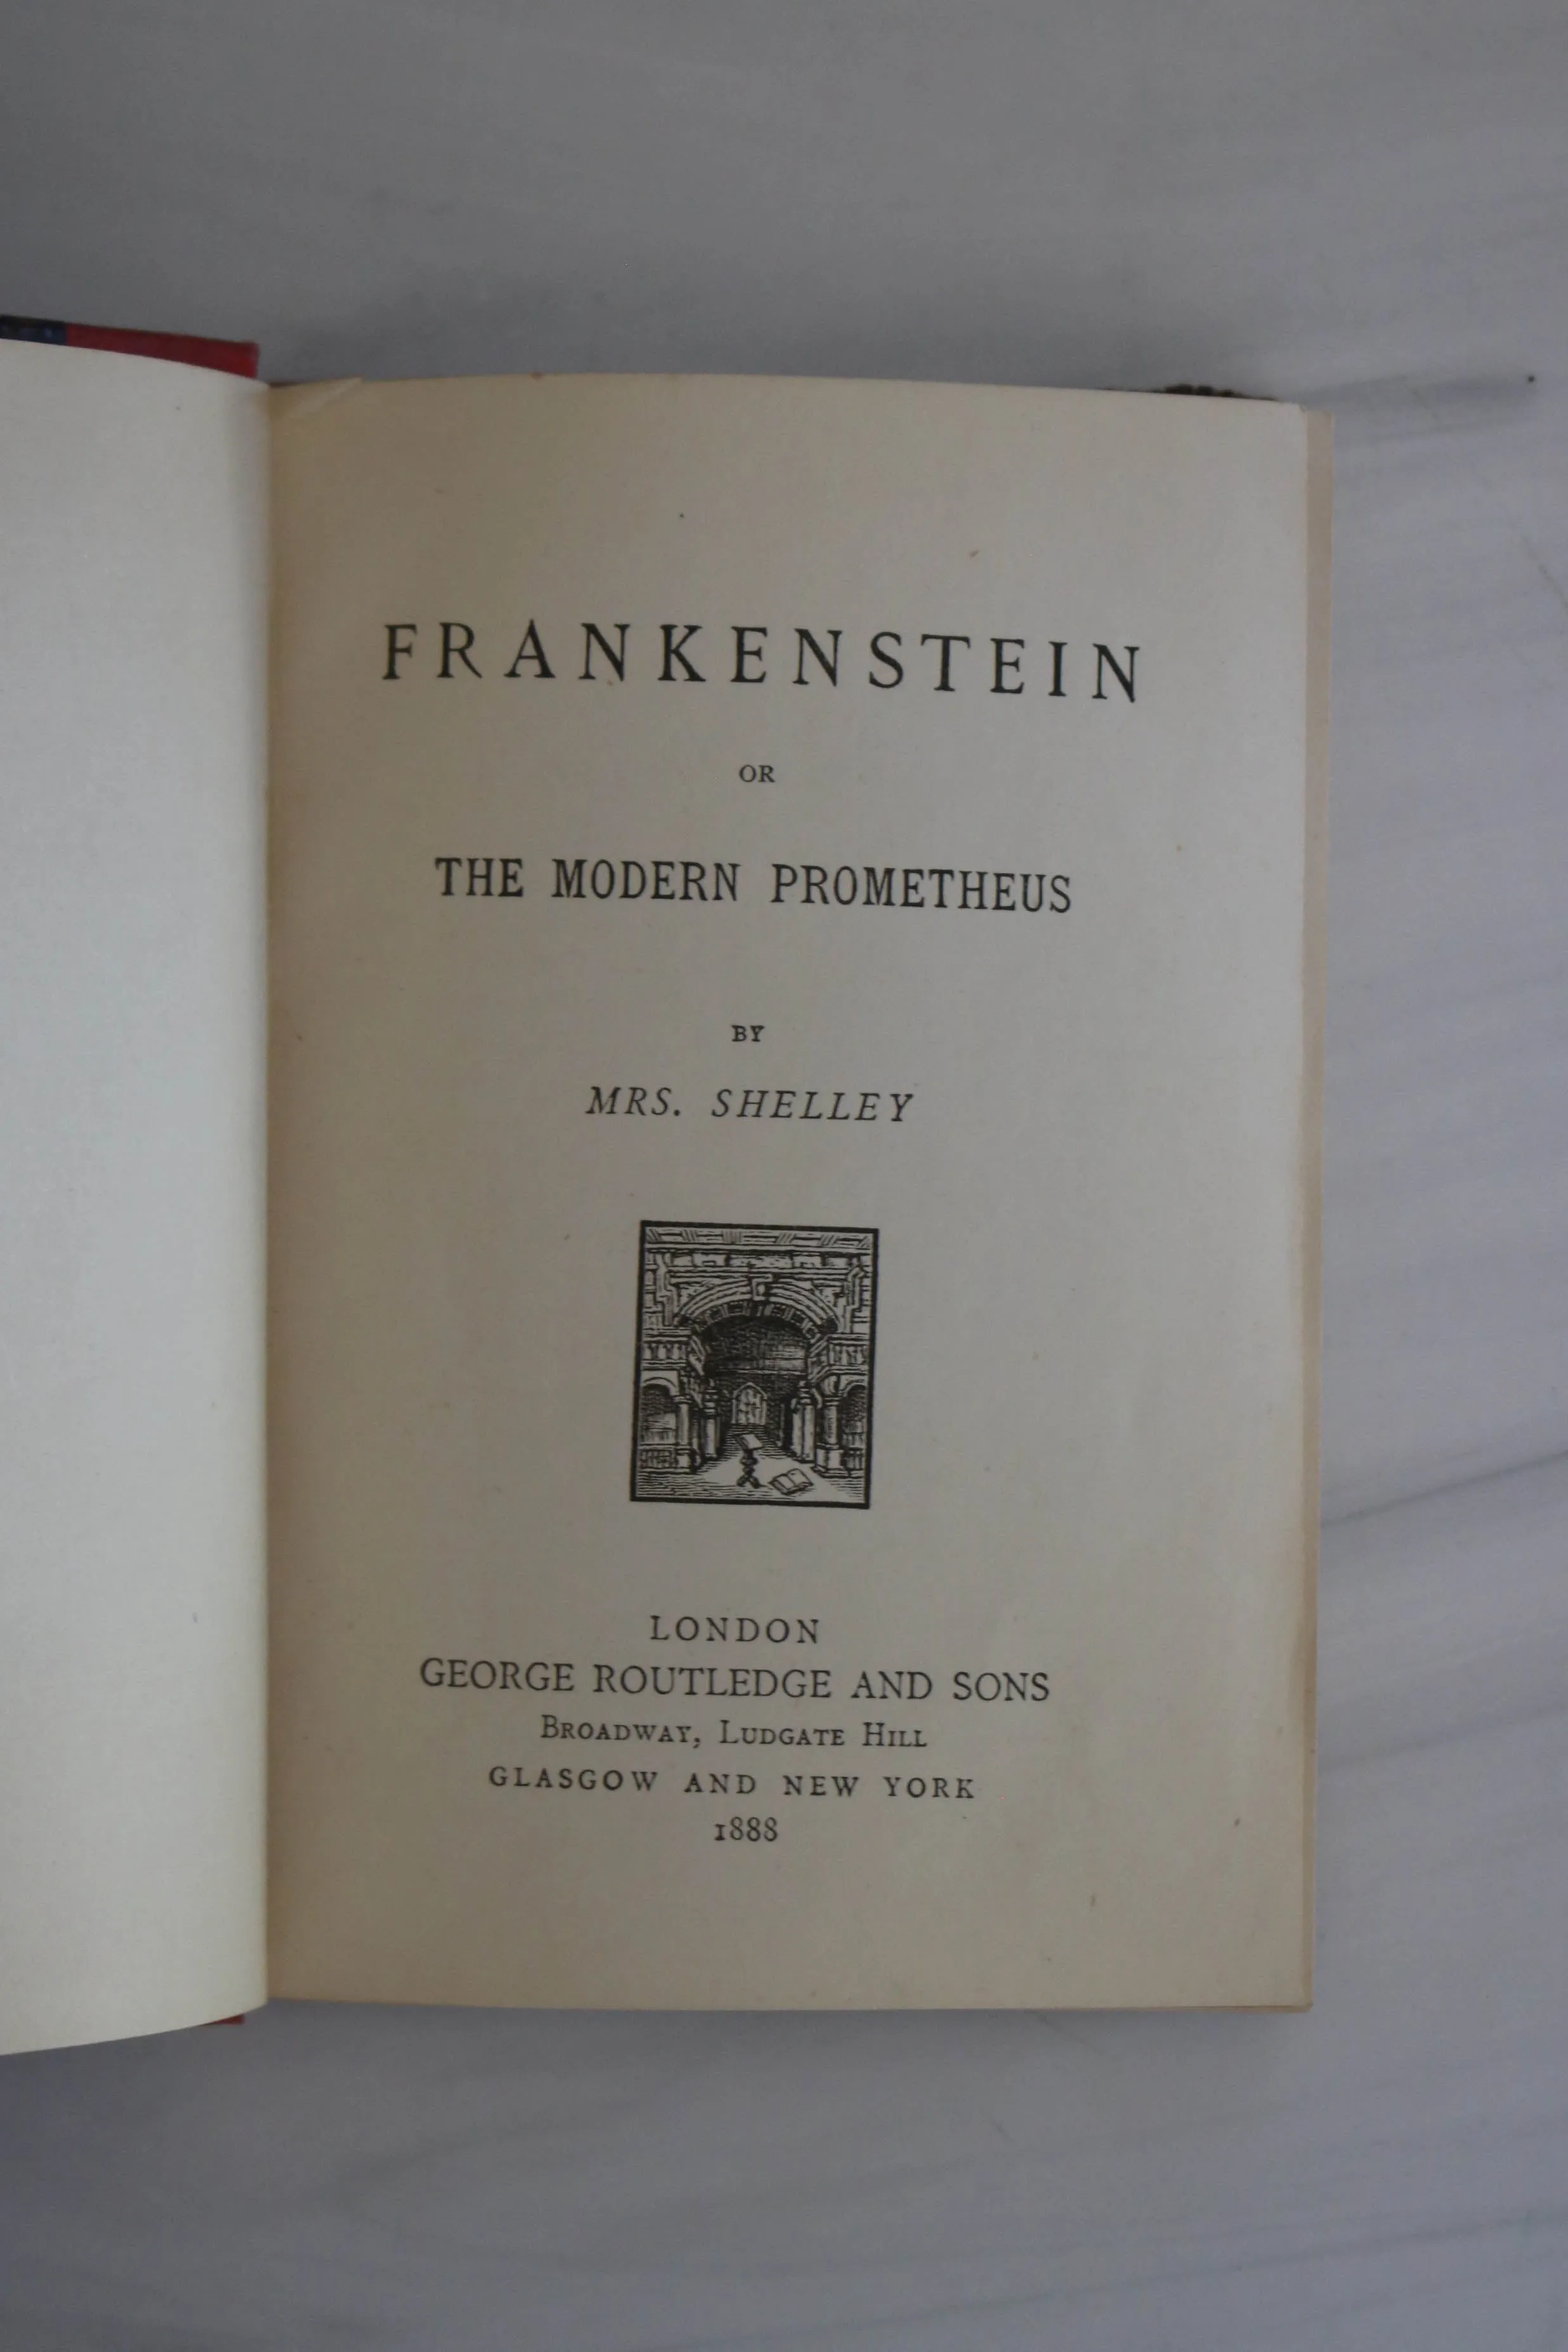 FRANKENSTEIN
OR
THE MODERN PROMETHEUS
BY
MRS. SHELLEY
LONDON
GEORGE ROUTLEDGE AND SONS
BROADWAY, LUDGATE HILL
GLASGOW AND NEW YORK
1888